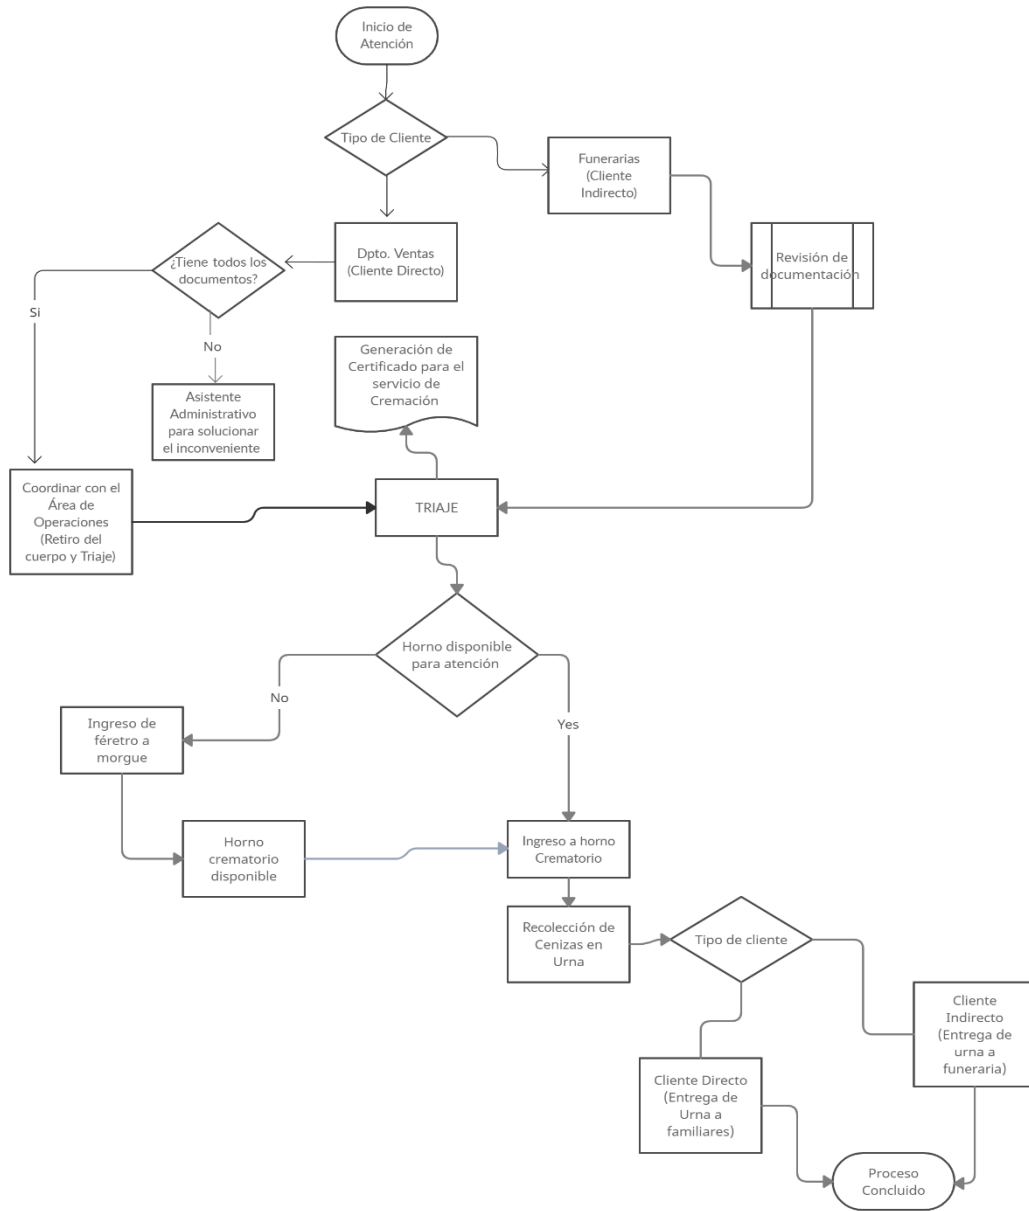 Inicio de
Atención
Tipo de Cliente
Funerarias
(Cliente
Indirecto)
Dpto. Ventas
(Cliente Directo)
¿Tiene todos los
documentos?
Revisión de
documentación
Si
No
Generación de
Certificado para el
servicio de
Cremación
Asistente
Administrativo
para solucionar
el inconveniente
Coordinar con el
Área de
Operaciones
(Retiro del
cuerpo y Triaje)
TRIAJE
Horno disponible
para atención
No
Yes
Ingreso de
féretro a
morgue
Horno
crematorio
disponible
Ingreso a horno
Crematorio
Recolección de
Cenizas en
Urna
Tipo de cliente
Cliente
Indirecto
(Entrega de
urna a
funeraria)
Cliente Directo
(Entrega de
Urna a
familiares)
Proceso
Concluido